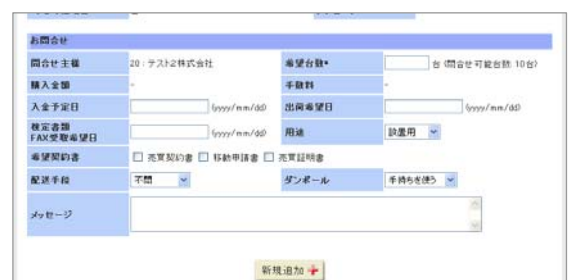 お問合せ
問合せ主様 20：テスト2株式会社 希望台数* 台 (問合せ可能台数: 10台)
購入金額 - 手数料 -
入金予定日 (yyyy/mm/dd) 出荷希望日 (yyyy/mm/dd)
検定書類 (yyyy/mm/dd) 用途 設置用
FAX受取希望日
希望契約書 売買契約書 移動申請書 売買証明書
配送手段 不問 ダンボール 手持ちを使う
メッセージ
新規追加